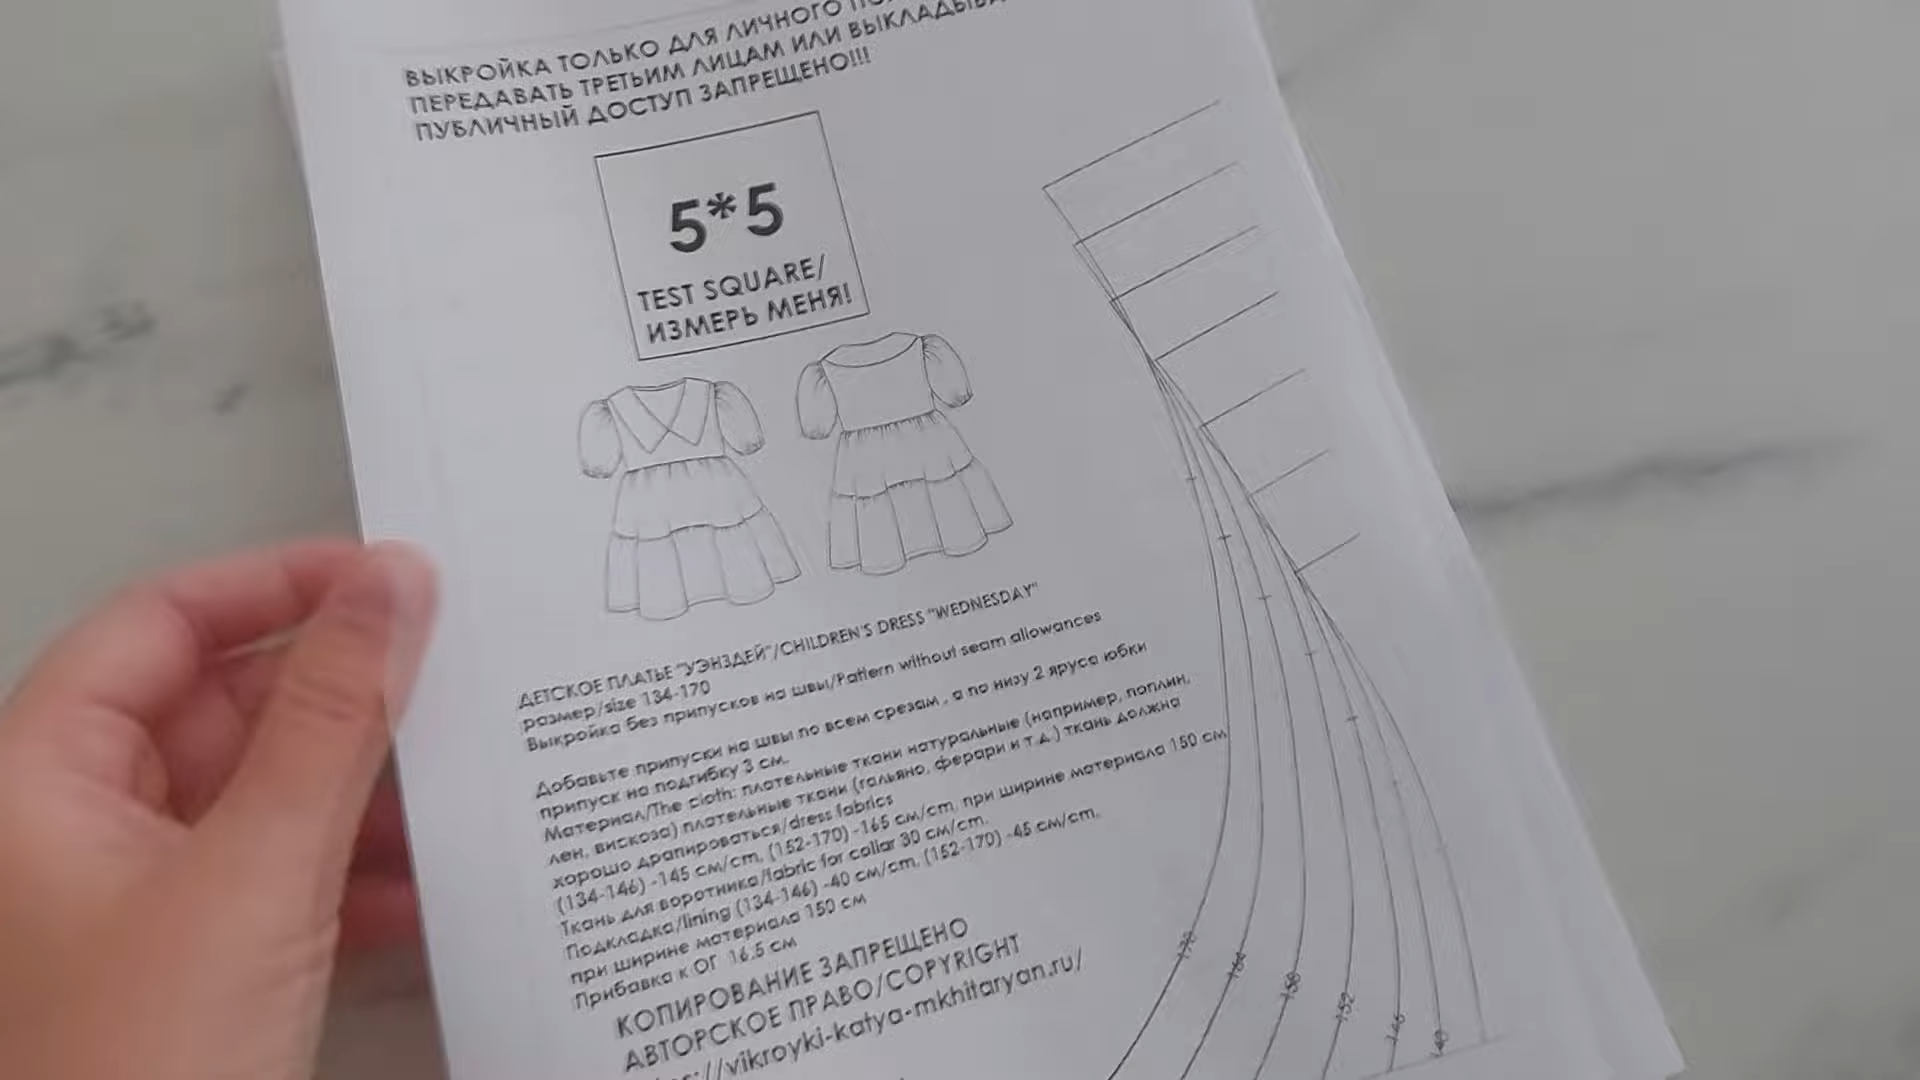 ВЫКРОЙКА ТОЛЬКО ДЛЯ ЛИЧНОГО
ПЕРЕДАВАТЬ ТРЕТЬИМ ЛИЦАМ ИЛИ
ПУБЛИЧНЫЙ ДОСТУП ЗАПРЕЩЕНО!!!
5*5
TEST SQUARE/
ИЗМЕРЬ МЕНЯ!
ДЕТСКОЕ ПЛАТЬЕ "УЭНЗДЕЙ"/CHILDREN'S DRESS "WEDNESDAY"
размер/size 134-170
Выкройка без припусков на швы/Pattern without seam allowances
Добавьте припуски на швы по всем срезам , а по низу 2 яруса юбки
припуск на подгибку 3 см.
Материал/The cloth: плательные ткани натуральные (например, поплин,
лен, вискоза) плательные ткани (гальяно, ферари и т.д.) ткань должна
хорошо драпироваться/dress fabrics
(134-146) -145 см/cm, (152-170) -165 см/cm, при ширине материала 150 см
Ткань для воротника/fabric for collar 30 см/cm.
Подкладка/lining (134-146) -40 см/cm, (152-170) -45 см/cm,
при ширине материала 150 см
Прибавка к ОГ 16,5 см
КОПИРОВАНИЕ ЗАПРЕЩЕНО
АВТОРСКОЕ ПРАВО/COPYRIGHT
://vikroyki-katya-mkhitaryan.ru/
170
164
158
152
146
140